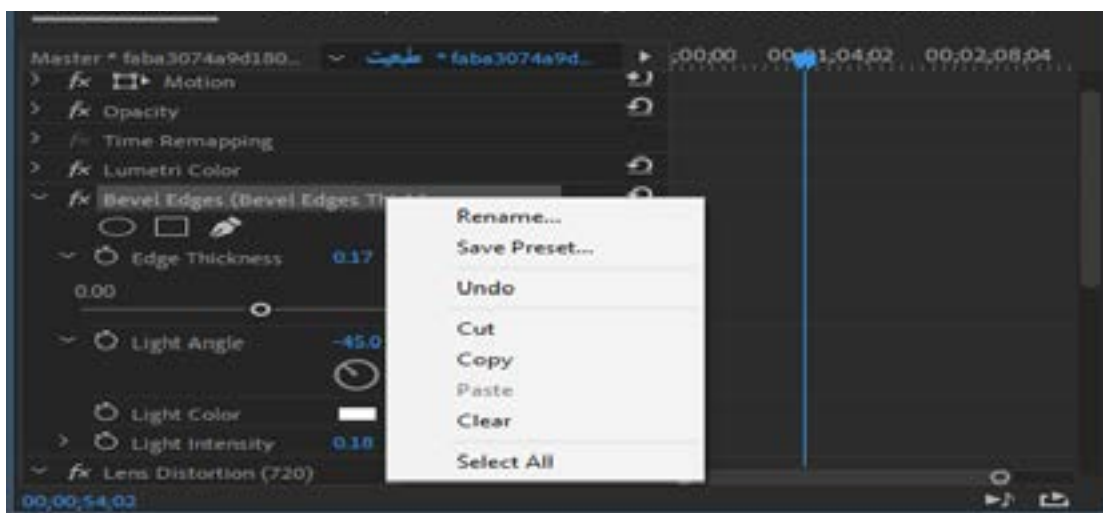 Master * faba3074a9d180... طبيعت * faba3074a9d...
;00;00 00;01;04;02 00;02;08;04
fx Motion
fx Opacity
Time Remapping
fx Lumetri Color
fx Bevel Edges (Bevel Edges
Edge Thickness 0.17
0.00
Light Angle -45.0
Light Color
Light Intensity 0.18
fx Lens Distortion (720)
00;00;54;02
Rename...
Save Preset...
Undo
Cut
Copy
Paste
Clear
Select All